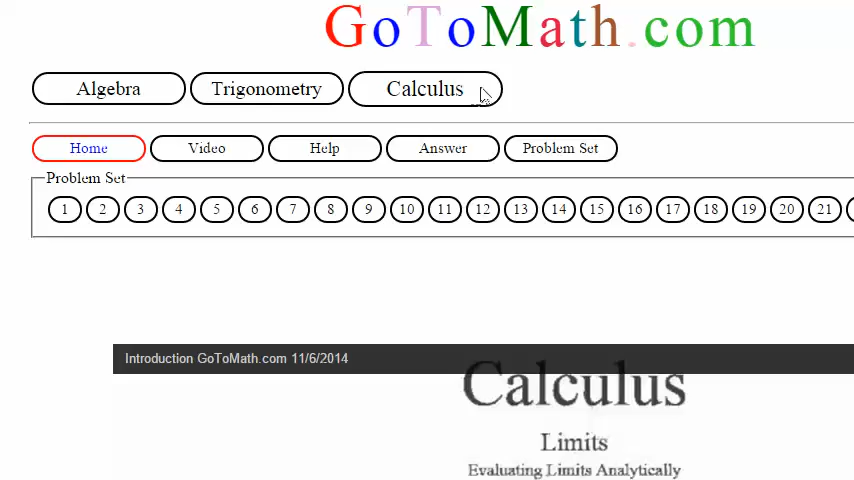 GoToMath.com
Algebra Trigonometry Calculus
Home Video Help Answer Problem Set
Problem Set
1 2 3 4 5 6 7 8 9 10 11 12 13 14 15 16 17 18 19 20 21
Introduction GoToMath.com 11/6/2014
Calculus
Limits
Evaluating Limits Analytically